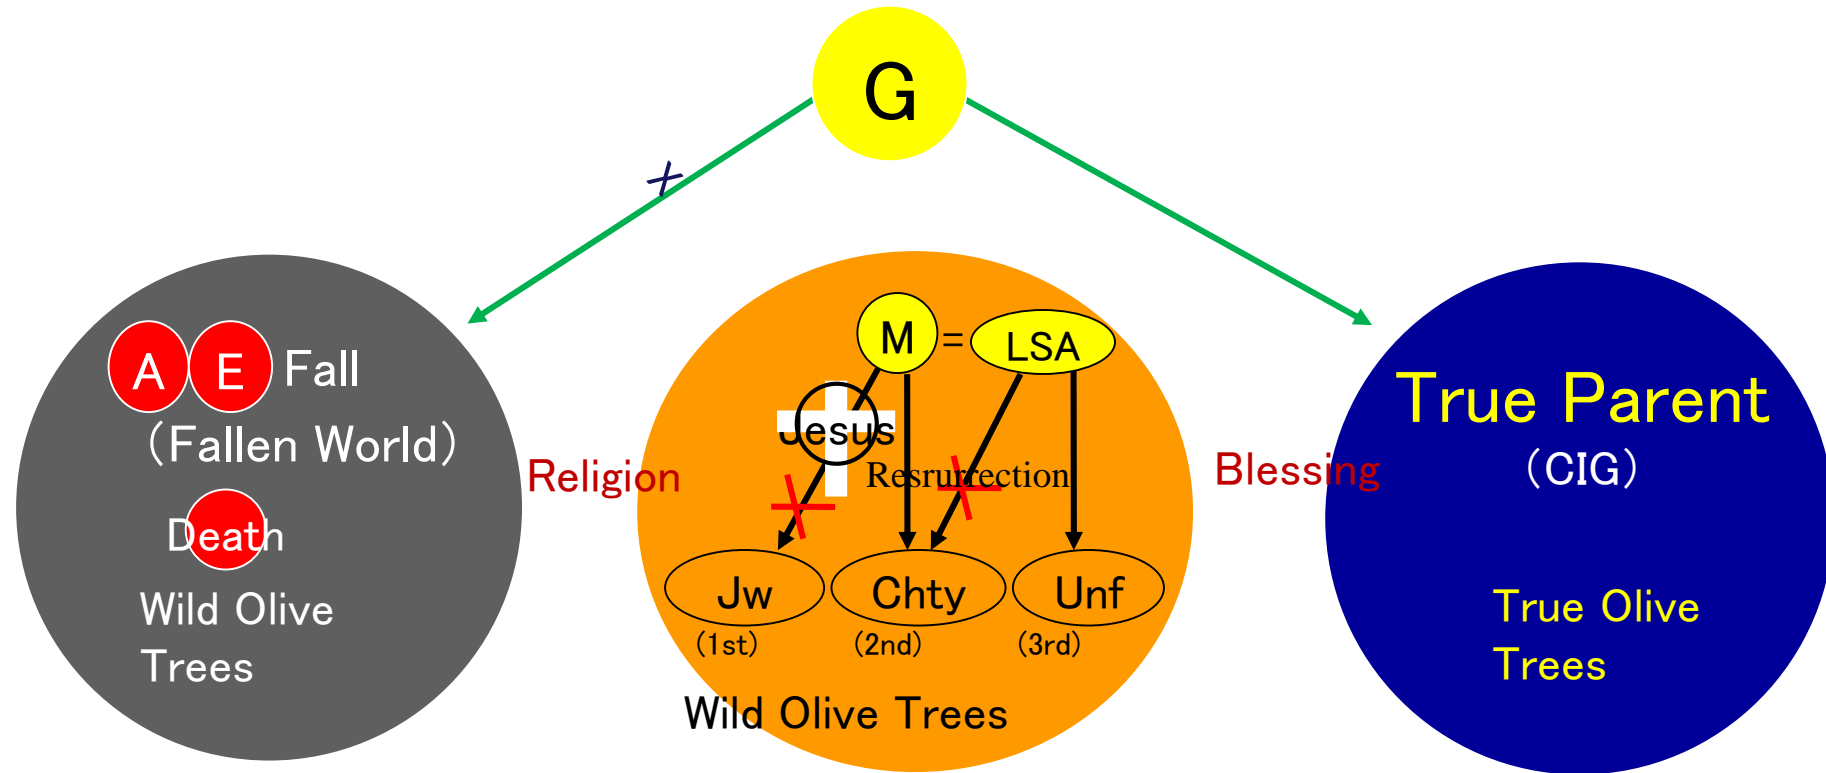 G
x
A E Fall
(Fallen World)
Death
Wild Olive
Trees
Religion
M = LSA
Jesus
Resrurrection
Jw Chty Unf
(1st) (2nd) (3rd)
Wild Olive Trees
Blessing
True Parent
(CIG)
True Olive
Trees